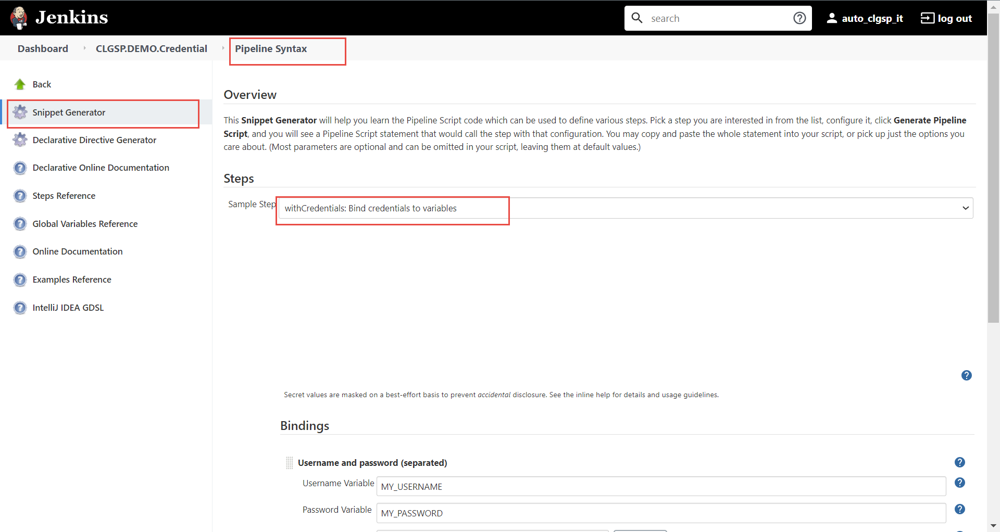 Jenkins
search
auto_clgsp_it
log out
Dashboard
CLGSP.DEMO.Credential
Pipeline Syntax
Back
Snippet Generator
Declarative Directive Generator
Declarative Online Documentation
Steps Reference
Global Variables Reference
Online Documentation
Examples Reference
IntelliJ IDEA GDSL
Overview
This Snippet Generator will help you learn the Pipeline Script code which can be used to define various steps. Pick a step you are interested in from the list, configure it, click Generate Pipeline
Script, and you will see a Pipeline Script statement that would call the step with that configuration. You may copy and paste the whole statement into your script, or pick up just the options you
care about. (Most parameters are optional and can be omitted in your script, leaving them at default values.)
Steps
Sample Step
withCredentials: Bind credentials to variables
Secret values are masked on a best-effort basis to prevent accidental disclosure. See the inline help for details and usage guidelines.
Bindings
Username and password (separated)
Username Variable
MY_USERNAME
Password Variable
MY_PASSWORD